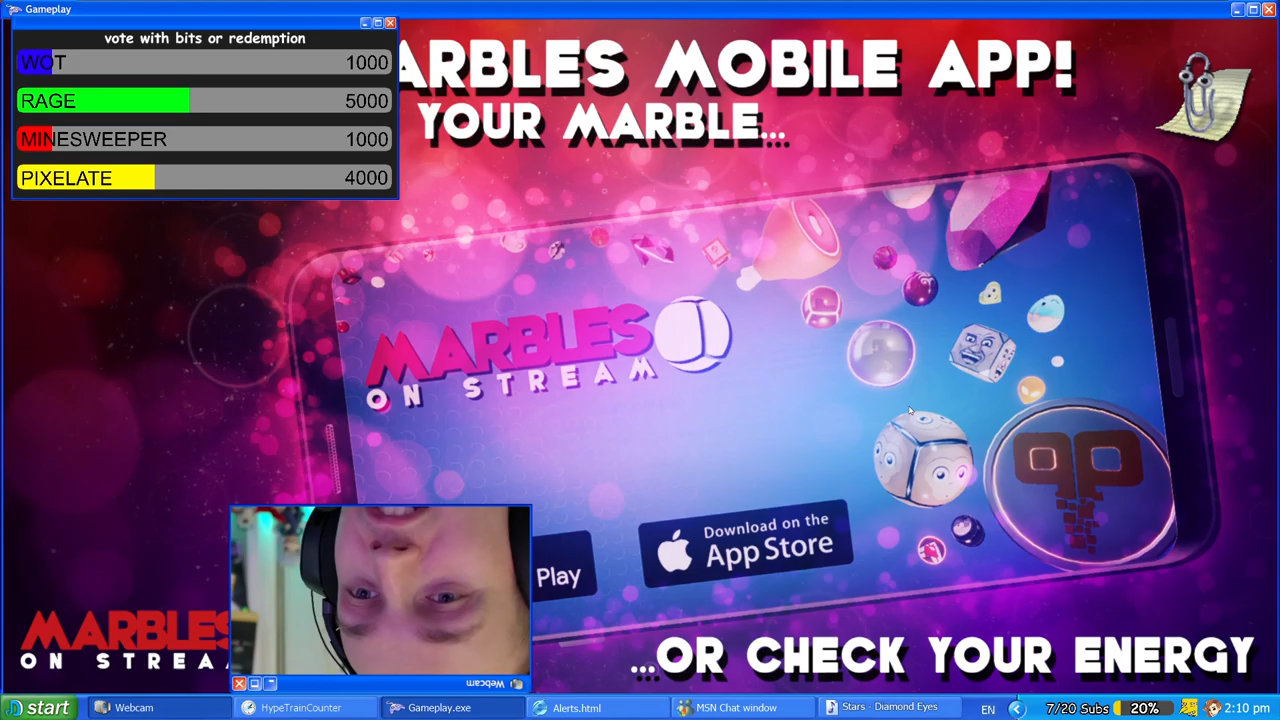 Gameplay
vote with bits or redemption
WOT 1000
RAGE 5000
MINESWEEPER 1000
PIXELATE 4000
ARBLES MOBILE APP!
YOUR MARBLE...
MARBLES
ON STREAM
Play
Download on the
App Store
MARBLES
ON STREA
...OR CHECK YOUR ENERGY
Webcam
start
Webcam
HypeTrainCounter
Gameplay.exe
Alerts.html
MSN Chat window
Stars - Diamond Eyes
EN
7/20 Subs
20%
2:10 pm